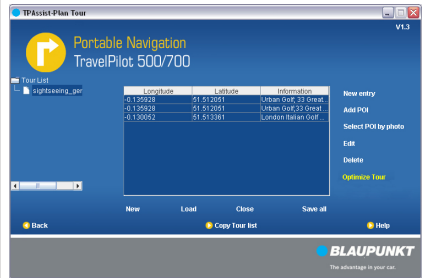 TPAssist-Plan Tour
V1.3
Portable Navigation
TravelPilot 500/700
Tour List
sightseeing_ger
Longitude Latitude Information
-0.135928 51.512051 Urban Golf, 33 Great...
-0.135928 51.512051 Urban Golf,33 Great...
-0.130052 51.513361 London Italian Golf ...
New entry
Add POI
Select POI by photo
Edit
Delete
Optimize Tour
New Load Close Save all
Back Copy Tour list Help
BLAUPUNKT
The advantage in your car.